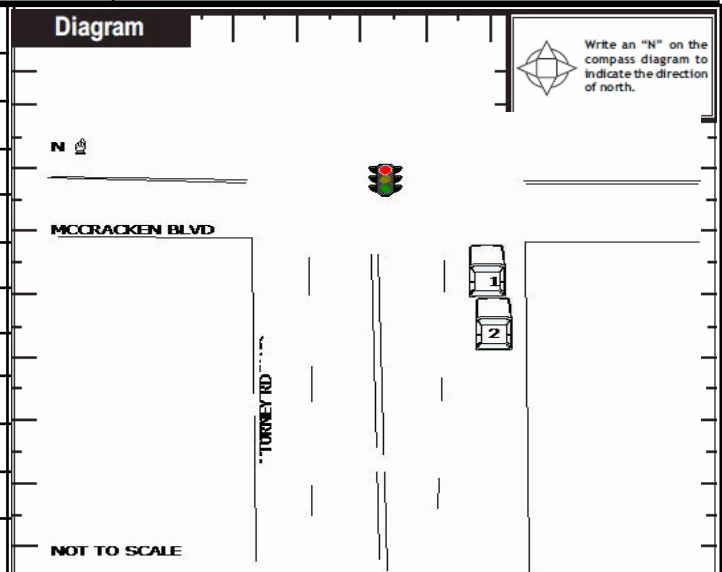 Diagram
Write an "N" on the
compass diagram to
indicate the direction
of north.
N
MCCRACKEN BLVD
1
2
TURNEY RD
NOT TO SCALE